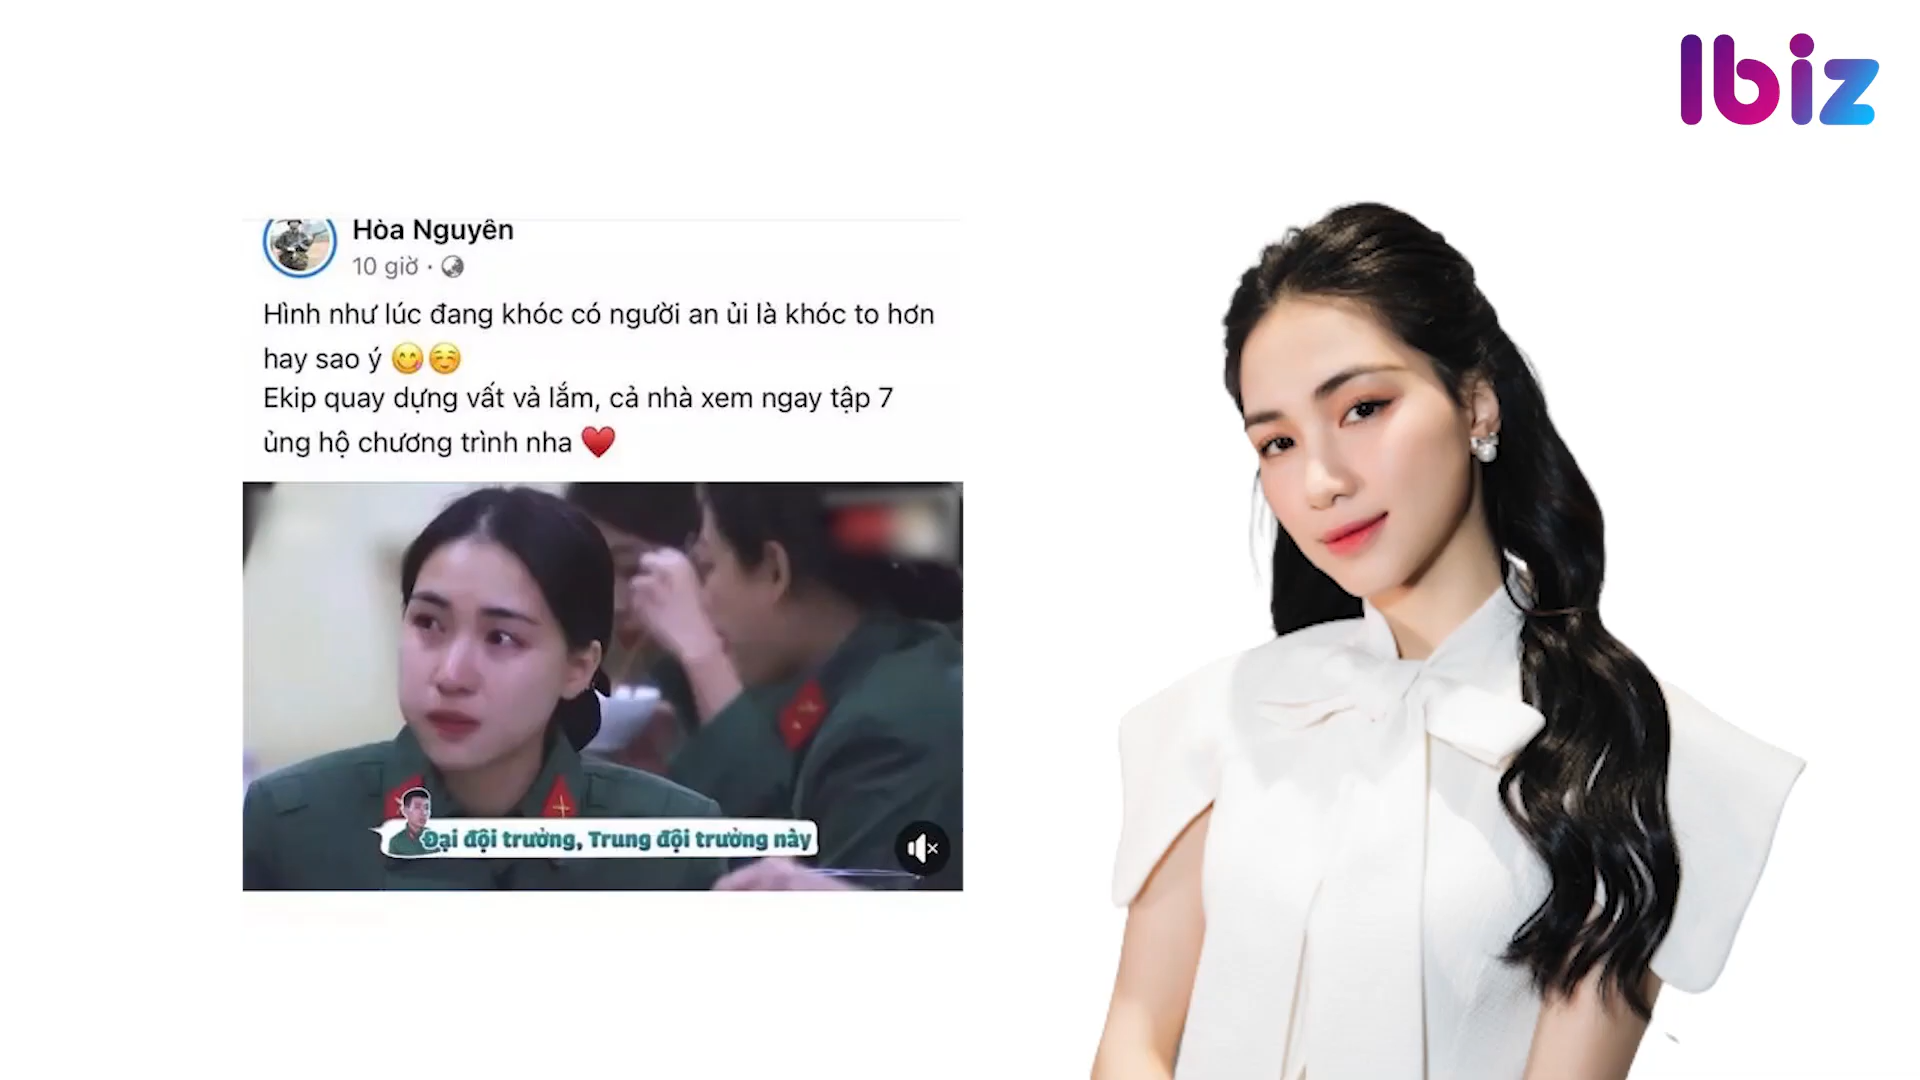 Ibiz
Hòa Nguyên
10 giờ ·
Hình như lúc đang khóc có người an ủi là khóc to hơn
hay sao ý 😋☺️
Ekip quay dựng vất vả lắm, cả nhà xem ngay tập 7
ủng hộ chương trình nha ♥️
Đại đội trưởng, Trung đội trưởng này